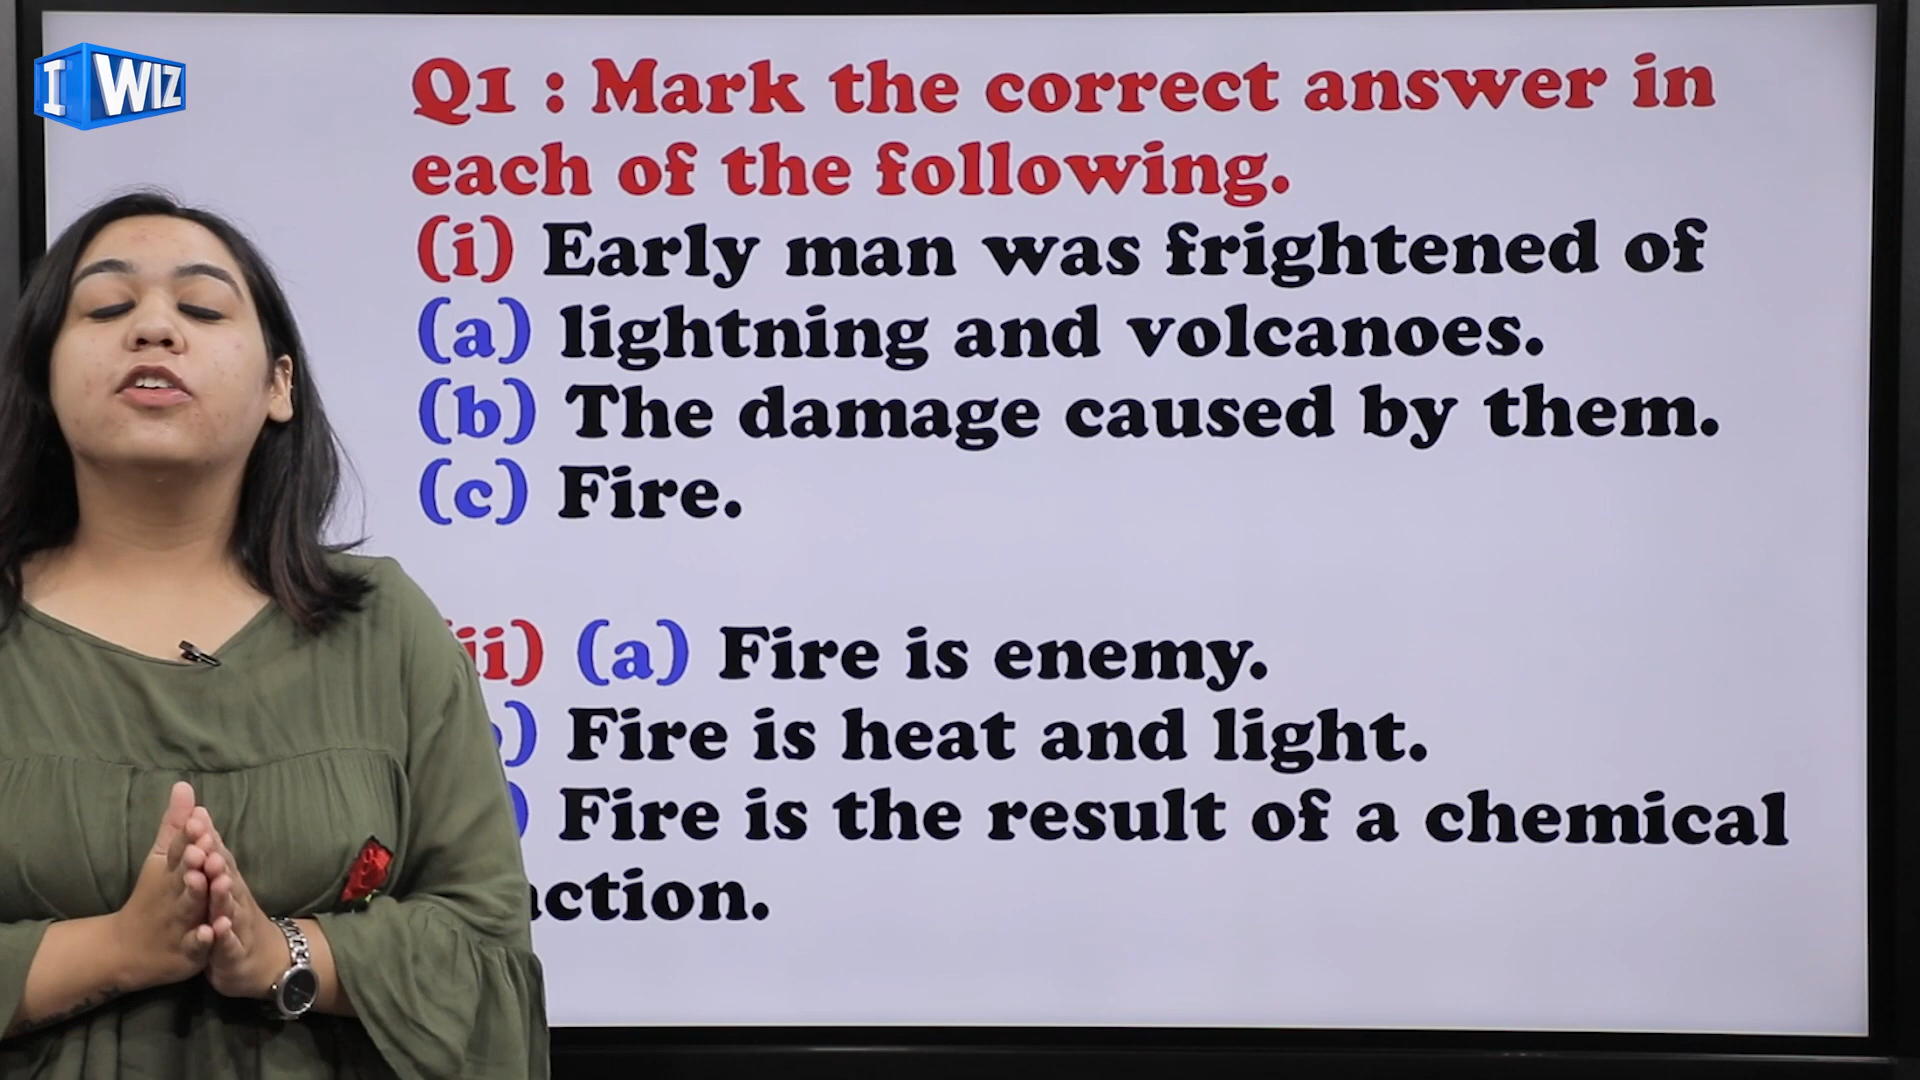 I WIZ
Q1 : Mark the correct answer in
each of the following.
(i) Early man was frightened of
(a) lightning and volcanoes.
(b) The damage caused by them.
(c) Fire.
ii) (a) Fire is enemy.
) Fire is heat and light.
) Fire is the result of a chemical
action.